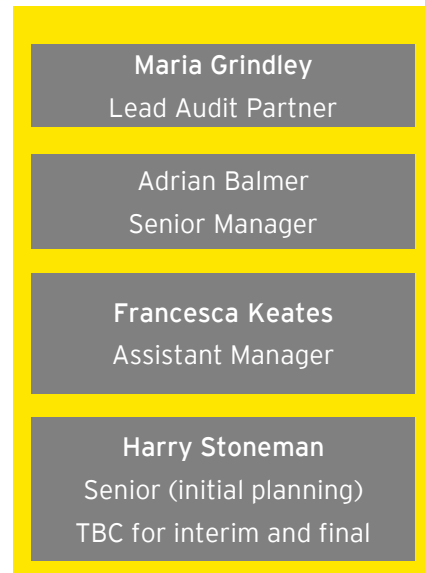 Maria Grindley
Lead Audit Partner
Adrian Balmer
Senior Manager
Francesca Keates
Assistant Manager
Harry Stoneman
Senior (initial planning)
TBC for interim and final